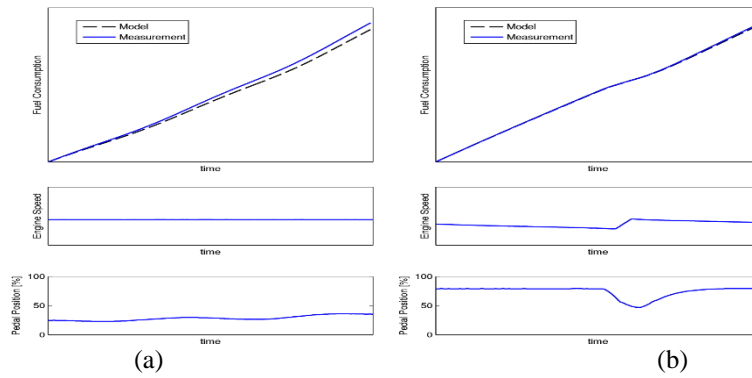 Model
Measurement
Fuel Consumption
time
Engine Speed
time
100
50
0
Pedal Position [%]
time
(a)
Model
Measurement
Fuel Consumption
time
Engine Speed
time
100
50
0
Pedal Position [%]
time
(b)